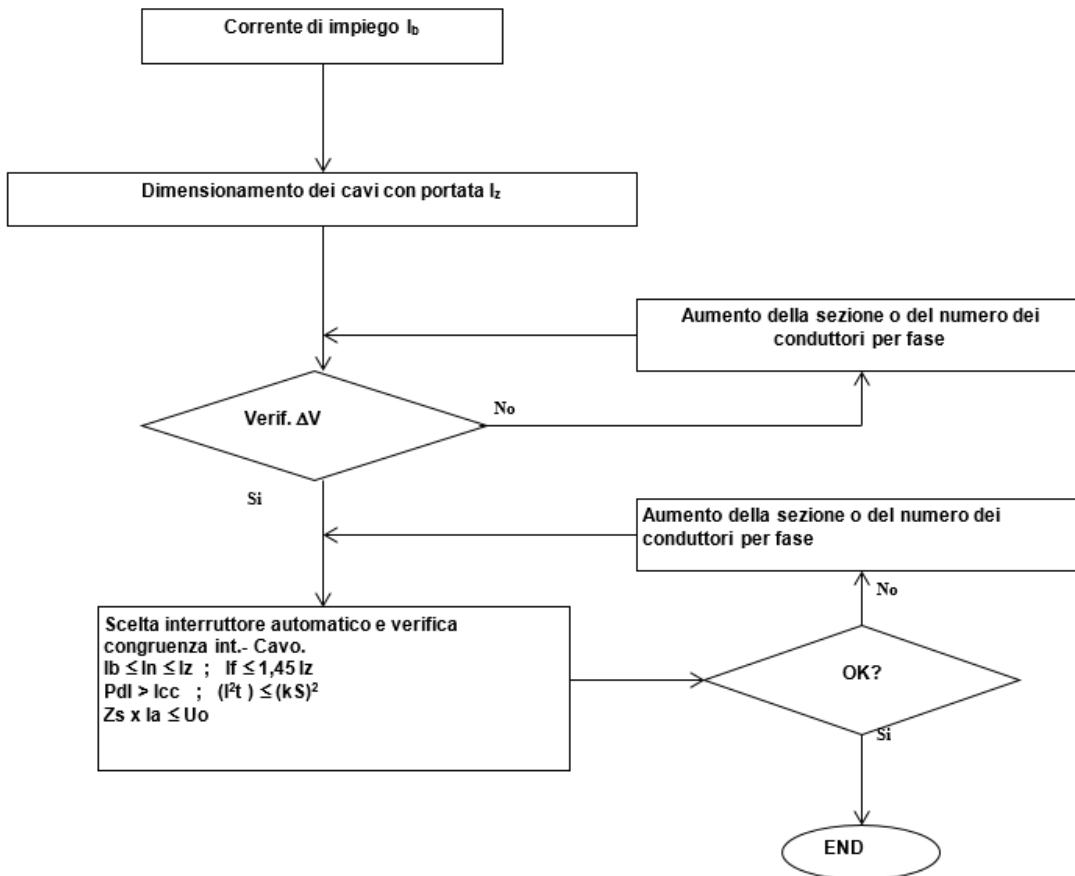 Corrente di impiego Ib
Dimensionamento dei cavi con portata Iz
Aumento della sezione o del numero dei
conduttori per fase
Verif. ΔV
No
Si
Aumento della sezione o del numero dei
conduttori per fase
No
Scelta interruttore automatico e verifica
congruenza int.- Cavo.
Ib ≤ In ≤ Iz ; If ≤ 1,45 Iz
PdI > Icc ; (I²t ) ≤ (kS)²
Zs x Ia ≤ Uo
OK?
Si
END